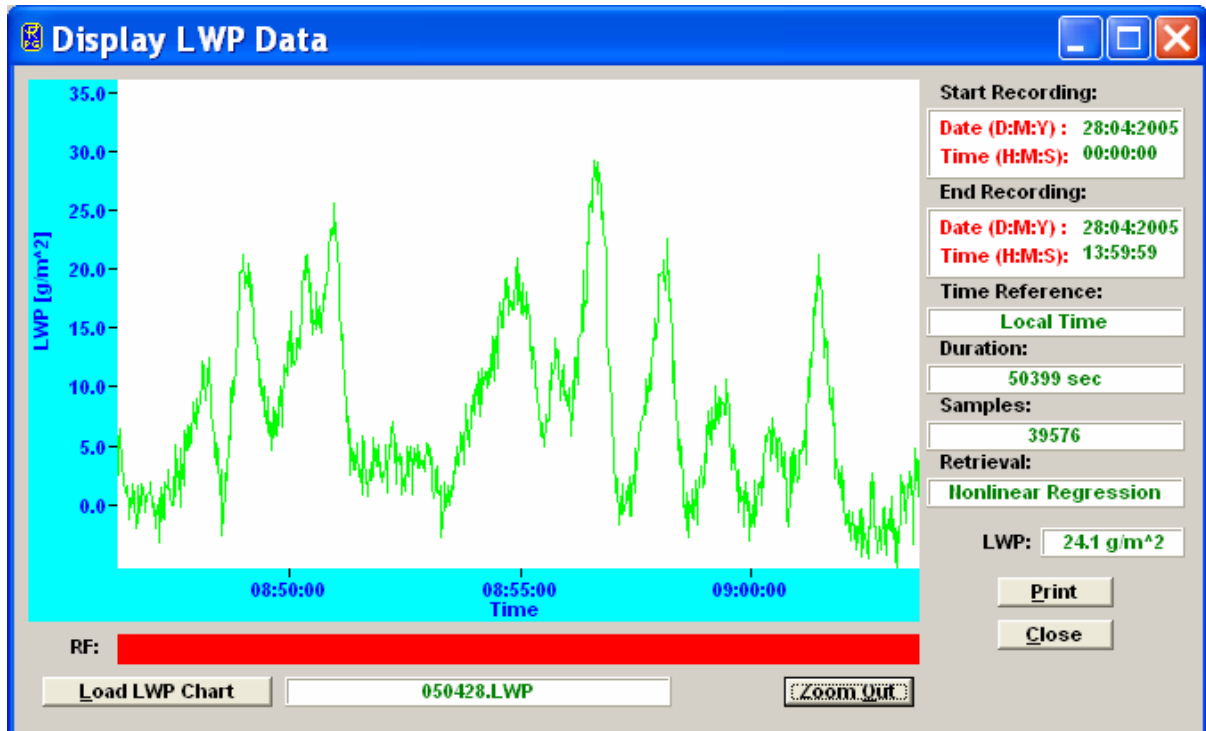 Display LWP Data
35.0
30.0
25.0
20.0
15.0
10.0
5.0
0.0
LWP [g/m^2]
08:50:00 08:55:00 09:00:00
Time
RF:
Load LWP Chart 050428.LWP Zoom Out
Start Recording:
Date (D:M:Y) : 28:04:2005
Time (H:M:S): 00:00:00
End Recording:
Date (D:M:Y) : 28:04:2005
Time (H:M:S): 13:59:59
Time Reference:
Local Time
Duration:
50399 sec
Samples:
39576
Retrieval:
Nonlinear Regression
LWP: 24.1 g/m^2
Print
Close